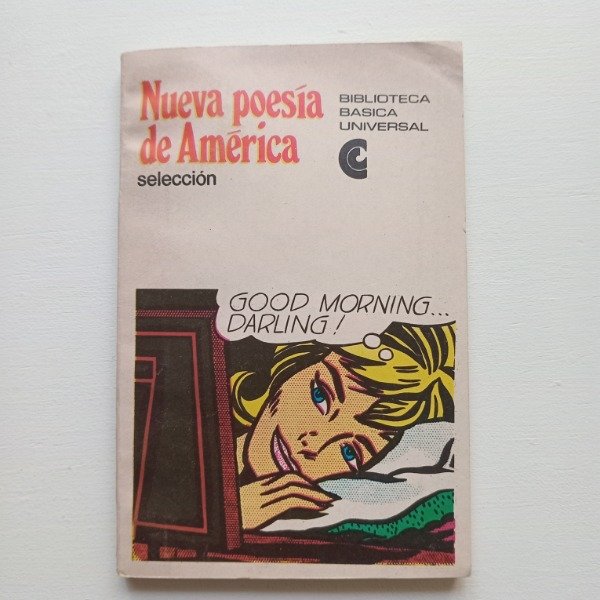 Nueva poesía
de América
selección
BIBLIOTECA
BASICA
UNIVERSAL
GOOD MORNING...
DARLING!